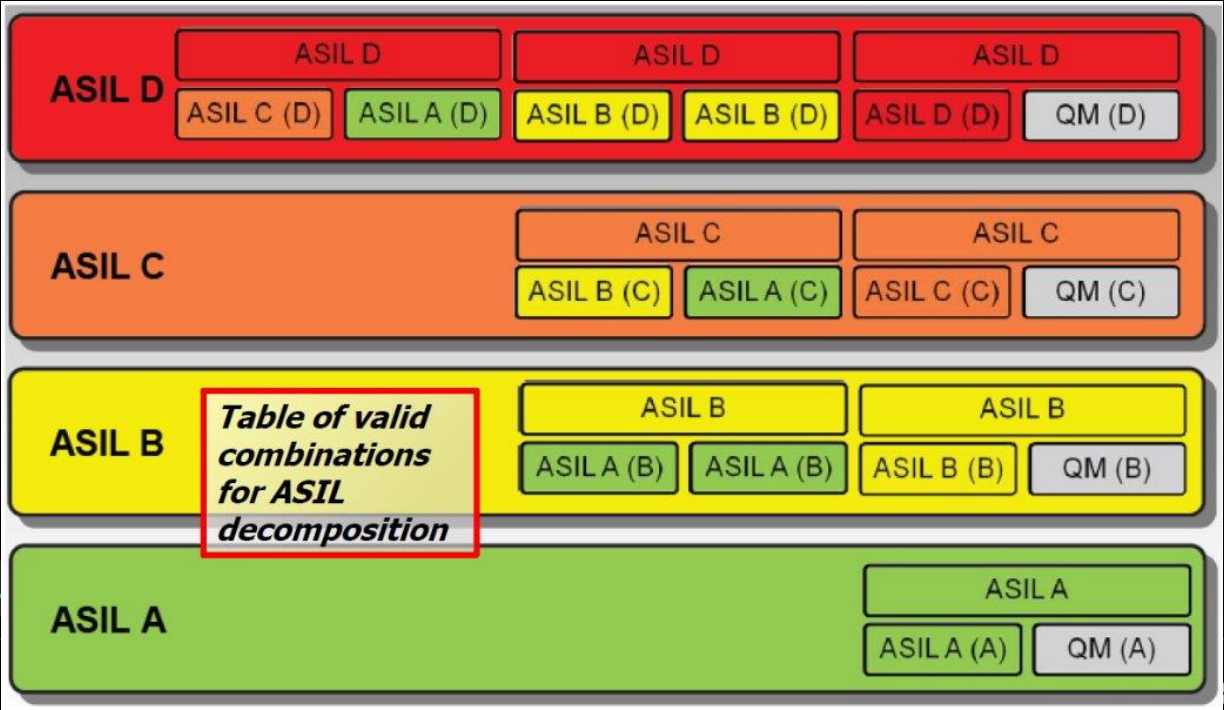 ASIL D
ASIL D ASIL D ASIL D
ASIL C (D) ASIL A (D) ASIL B (D) ASIL B (D) ASIL D (D) QM (D)
ASIL C
ASIL C ASIL C
ASIL B (C) ASIL A (C) ASIL C (C) QM (C)
ASIL B
Table of valid
combinations
for ASIL
decomposition
ASIL B ASIL B
ASIL A (B) ASIL A (B) ASIL B (B) QM (B)
ASIL A
ASIL A
ASIL A (A) QM (A)